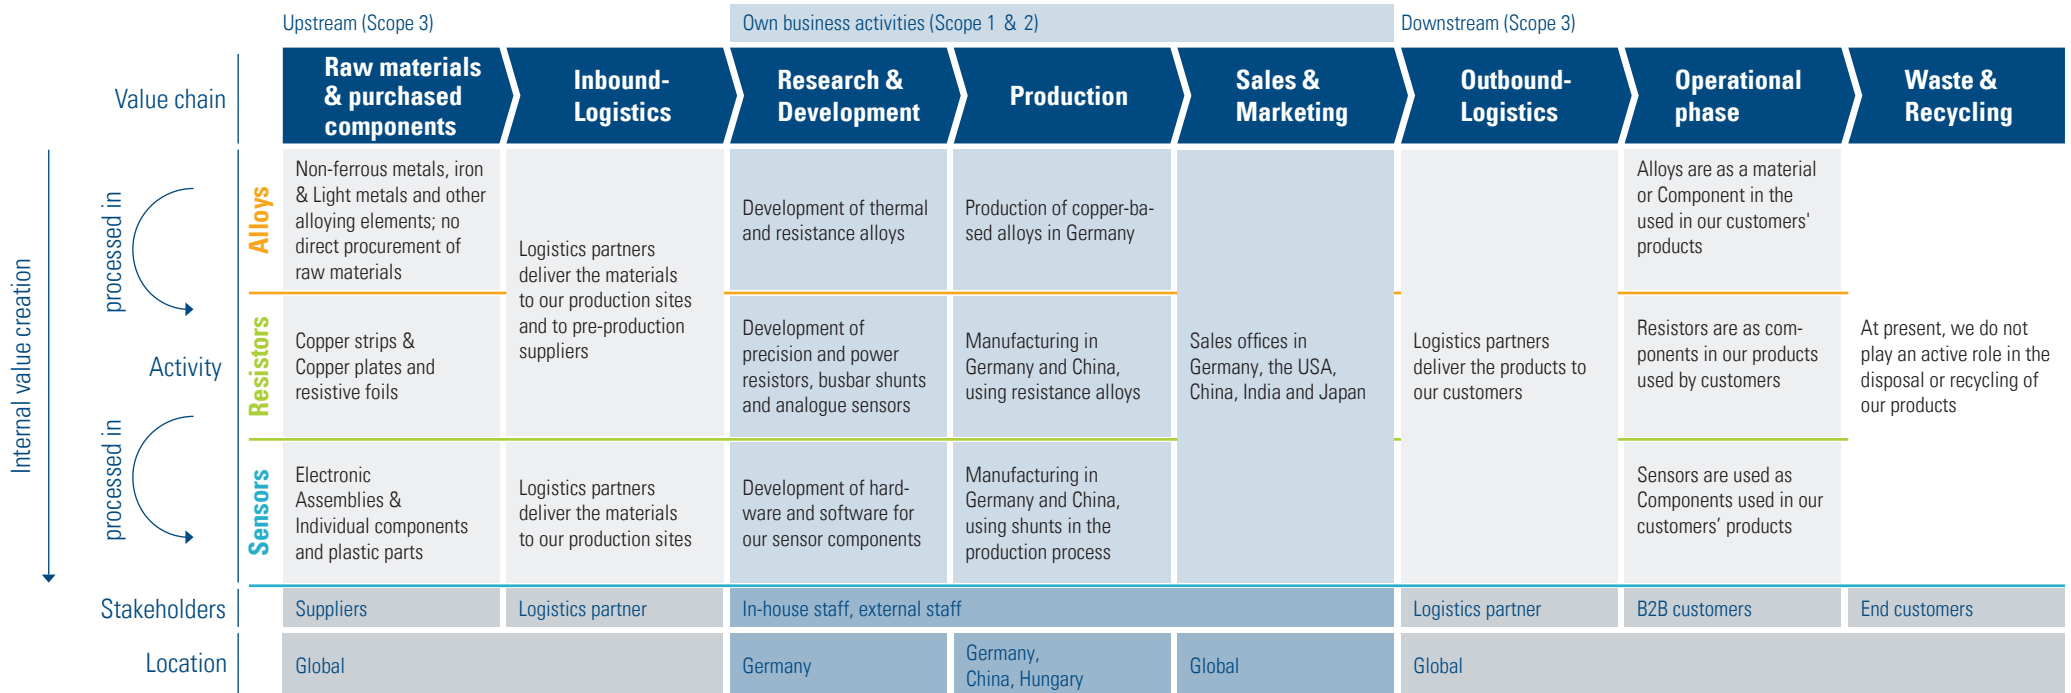 Upstream (Scope 3)
Own business activities (Scope 1 & 2)
Downstream (Scope 3)
Value chain
Raw materials
& purchased
components
Inbound-
Logistics
Research &
Development
Production
Sales &
Marketing
Outbound-
Logistics
Operational
phase
Waste &
Recycling
Internal value creation
processed in
Activity
processed in
Alloys
Non-ferrous metals, iron
& Light metals and other
alloying elements; no
direct procurement of
raw materials
Logistics partners
deliver the materials
to our production sites
and to pre-production
suppliers
Development of thermal
and resistance alloys
Production of copper-ba-
sed alloys in Germany
Alloys are as a material
or Component in the
used in our customers'
products
Resistors
Copper strips &
Copper plates and
resistive foils
Development of
precision and power
resistors, busbar shunts
and analogue sensors
Manufacturing in
Germany and China,
using resistance alloys
Sales offices in
Germany, the USA,
China, India and Japan
Logistics partners
deliver the products to
our customers
Resistors are as com-
ponents in our products
used by customers
At present, we do not
play an active role in the
disposal or recycling of
our products
Sensors
Electronic
Assemblies &
Individual components
and plastic parts
Logistics partners
deliver the materials
to our production sites
Development of hard-
ware and software for
our sensor components
Manufacturing in
Germany and China,
using shunts in the
production process
Sensors are used as
Components used in our
customers’ products
Stakeholders
Suppliers
Logistics partner
In-house staff, external staff
Logistics partner
B2B customers
End customers
Location
Global
Germany
Germany,
China, Hungary
Global
Global